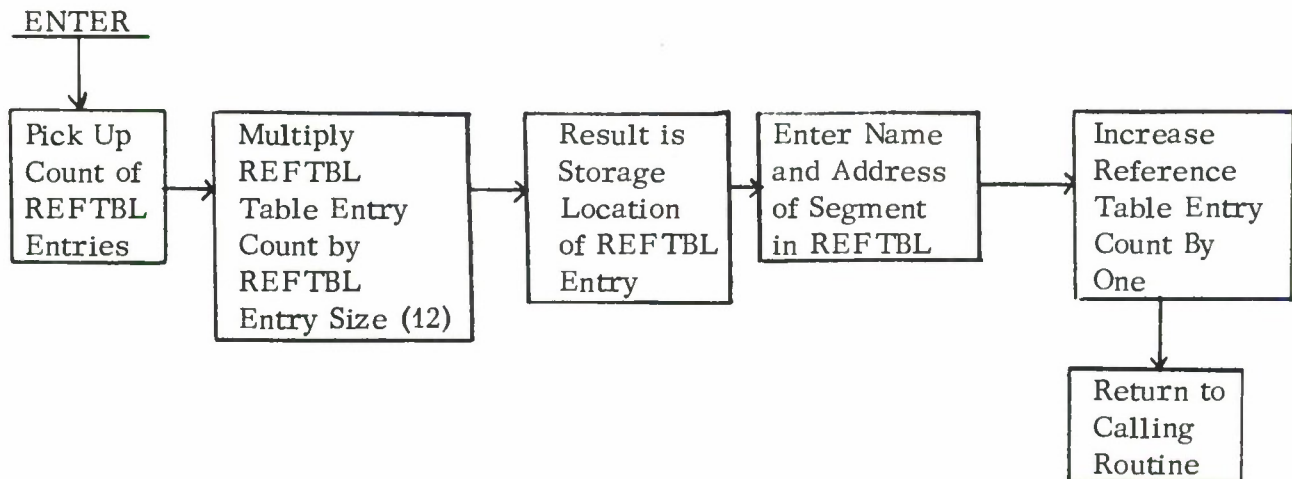 ENTER
Pick Up
Count of
REFTBL
Entries
Multiply
REFTBL
Table Entry
Count by
REFTBL
Entry Size (12)
Result is
Storage
Location
of REFTBL
Entry
Enter Name
and Address
of Segment
in REFTBL
Increase
Reference
Table Entry
Count By
One
Return to
Calling
Routine